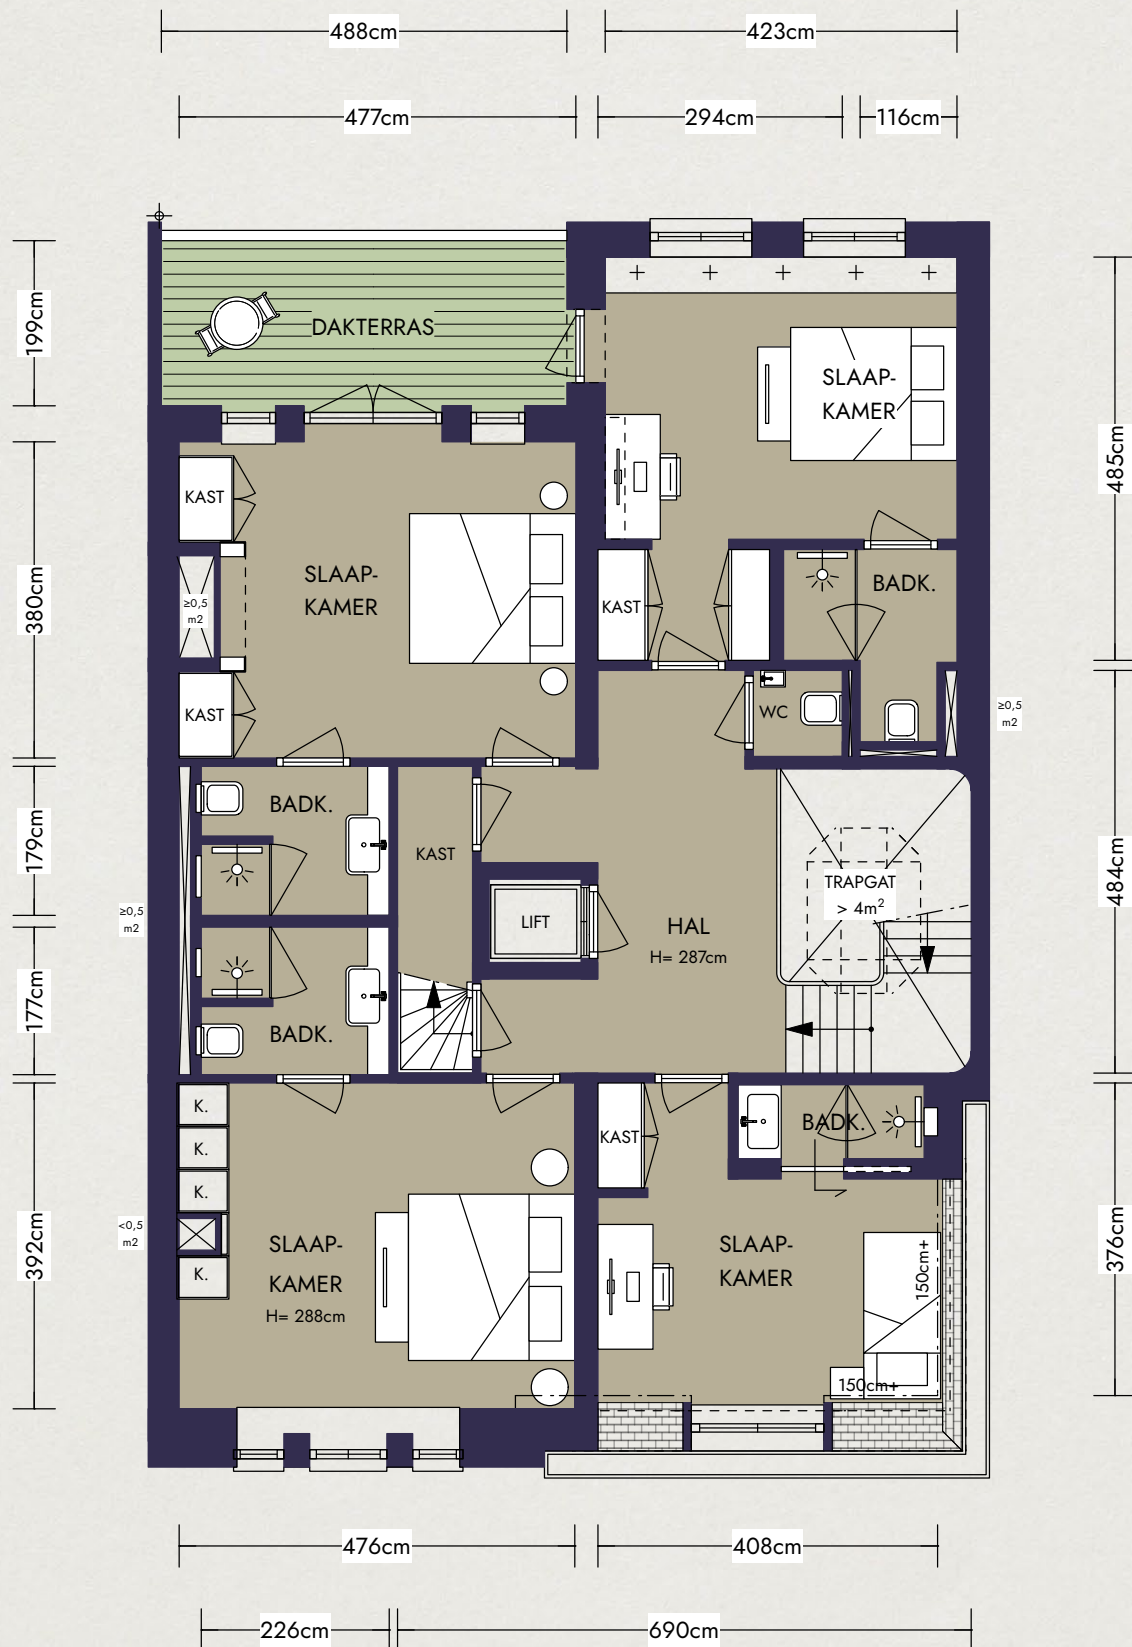 488cm
423cm
477cm
294cm
116cm
199cm
DAKTERRAS
SLAAP-
KAMER
485cm
KAST
380cm
SLAAP-
KAMER
≥0,5
m2
KAST
BADK.
KAST
WC
≥0,5
m2
BADK.
179cm
KAST
TRAPGAT
> 4m²
484cm
≥0,5
m2
LIFT
HAL
H= 287cm
177cm
BADK.
K.
K.
K.
K.
KAST
BADK.
<0,5
m2
392cm
SLAAP-
KAMER
H= 288cm
SLAAP-
KAMER
150cm+
150cm+
376cm
476cm
408cm
226cm
690cm